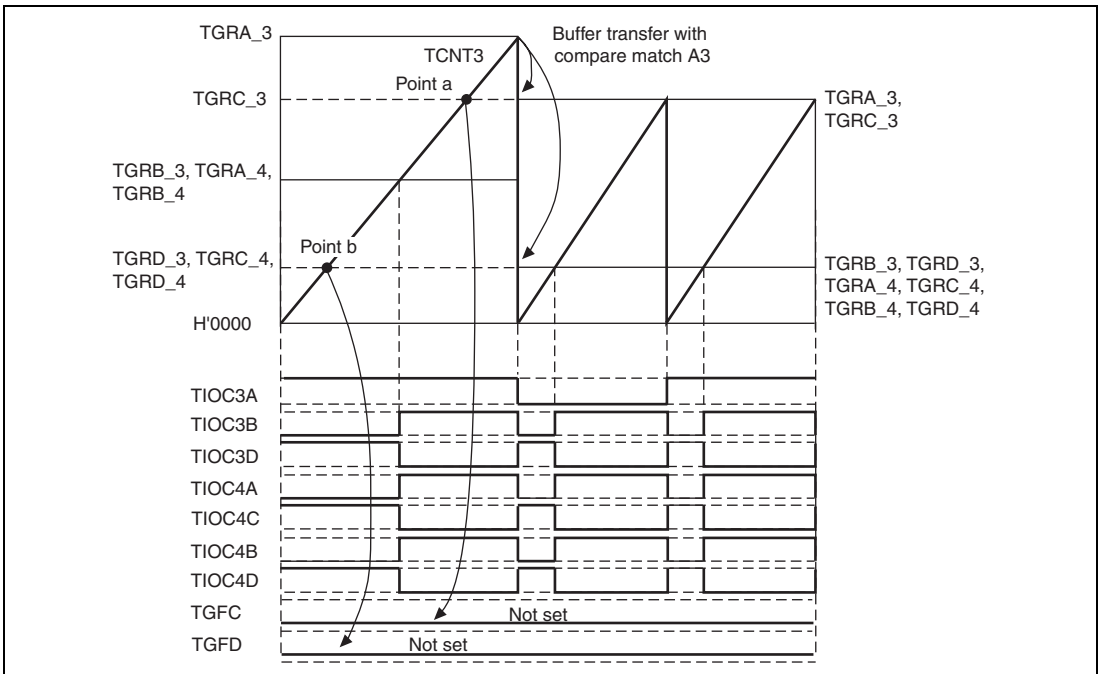 TGRA_3
TCNT3
Buffer transfer with
compare match A3
Point a
TGRC_3
TGRA_3,
TGRC_3
TGRB_3, TGRA_4,
TGRB_4
Point b
TGRD_3, TGRC_4,
TGRD_4
TGRB_3, TGRD_3,
TGRA_4, TGRC_4,
TGRB_4, TGRD_4
H'0000
TIOC3A
TIOC3B
TIOC3D
TIOC4A
TIOC4C
TIOC4B
TIOC4D
TGFC
Not set
TGFD
Not set